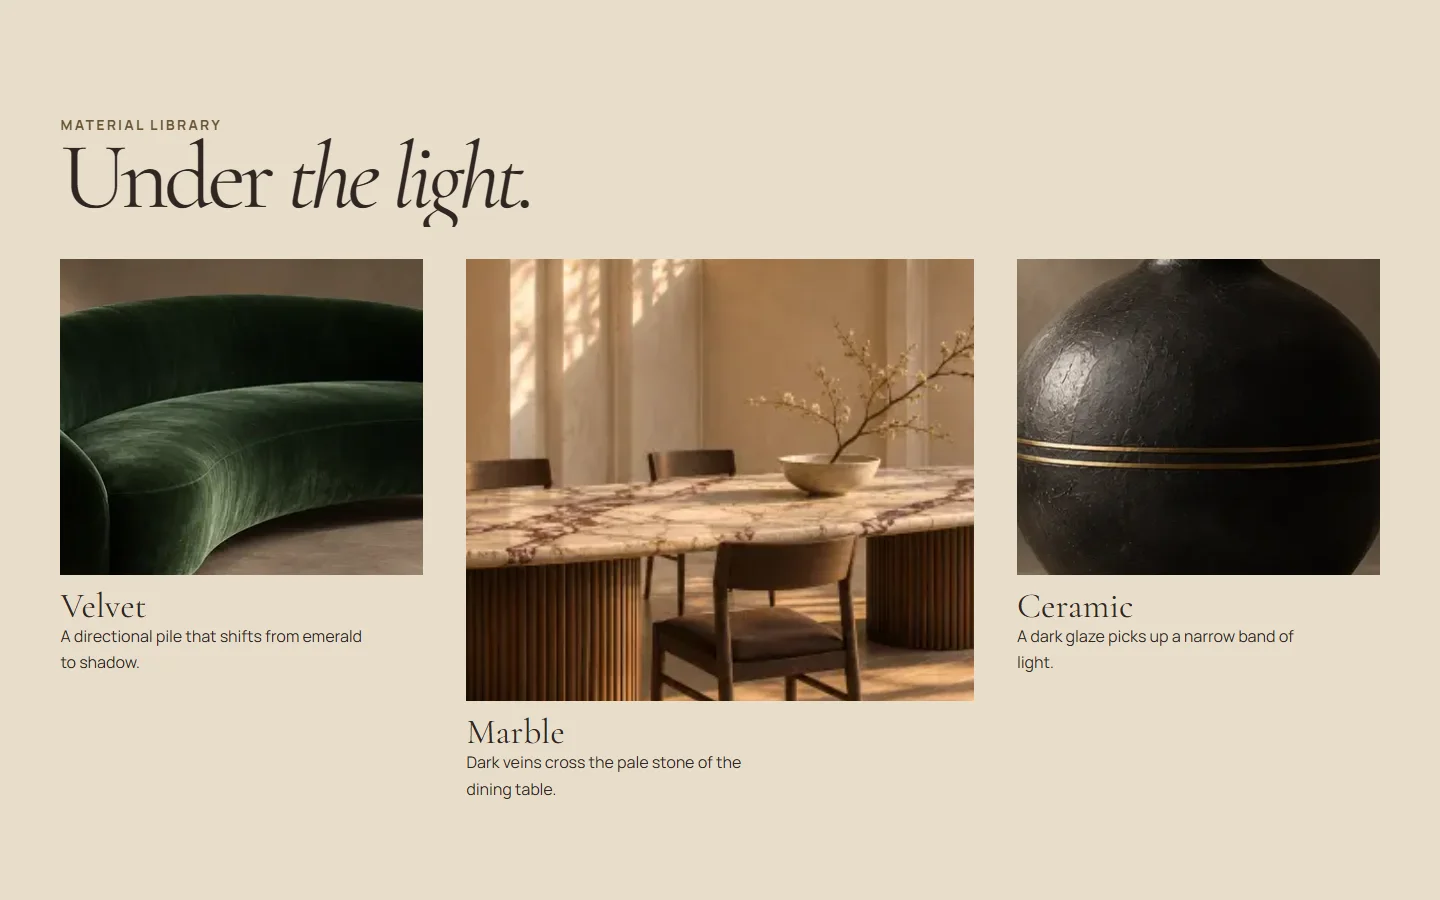 MATERIAL LIBRARY
Under the light.
Velvet
A directional pile that shifts from emerald
to shadow.
Marble
Dark veins cross the pale stone of the
dining table.
Ceramic
A dark glaze picks up a narrow band of
light.